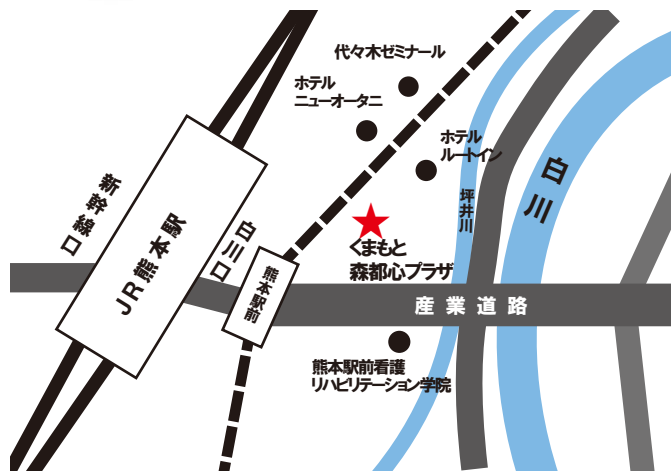 代々木ゼミナール
ホテル
ニューオータニ
ホテル
ルートイン
白川
坪井川
新幹線口
JR熊本駅
白川口
くまもと
森都心プラザ
熊本駅前
産業道路
熊本駅前看護
リハビリテーション学院